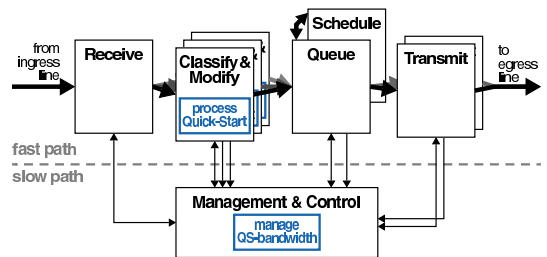 from
ingress
line
Receive
Classify &
Modify
&
process
Quick-Start
Schedule
Queue
Transmit
to
egress
line
fast path
slow path
Management & Control
manage
QS-bandwidth